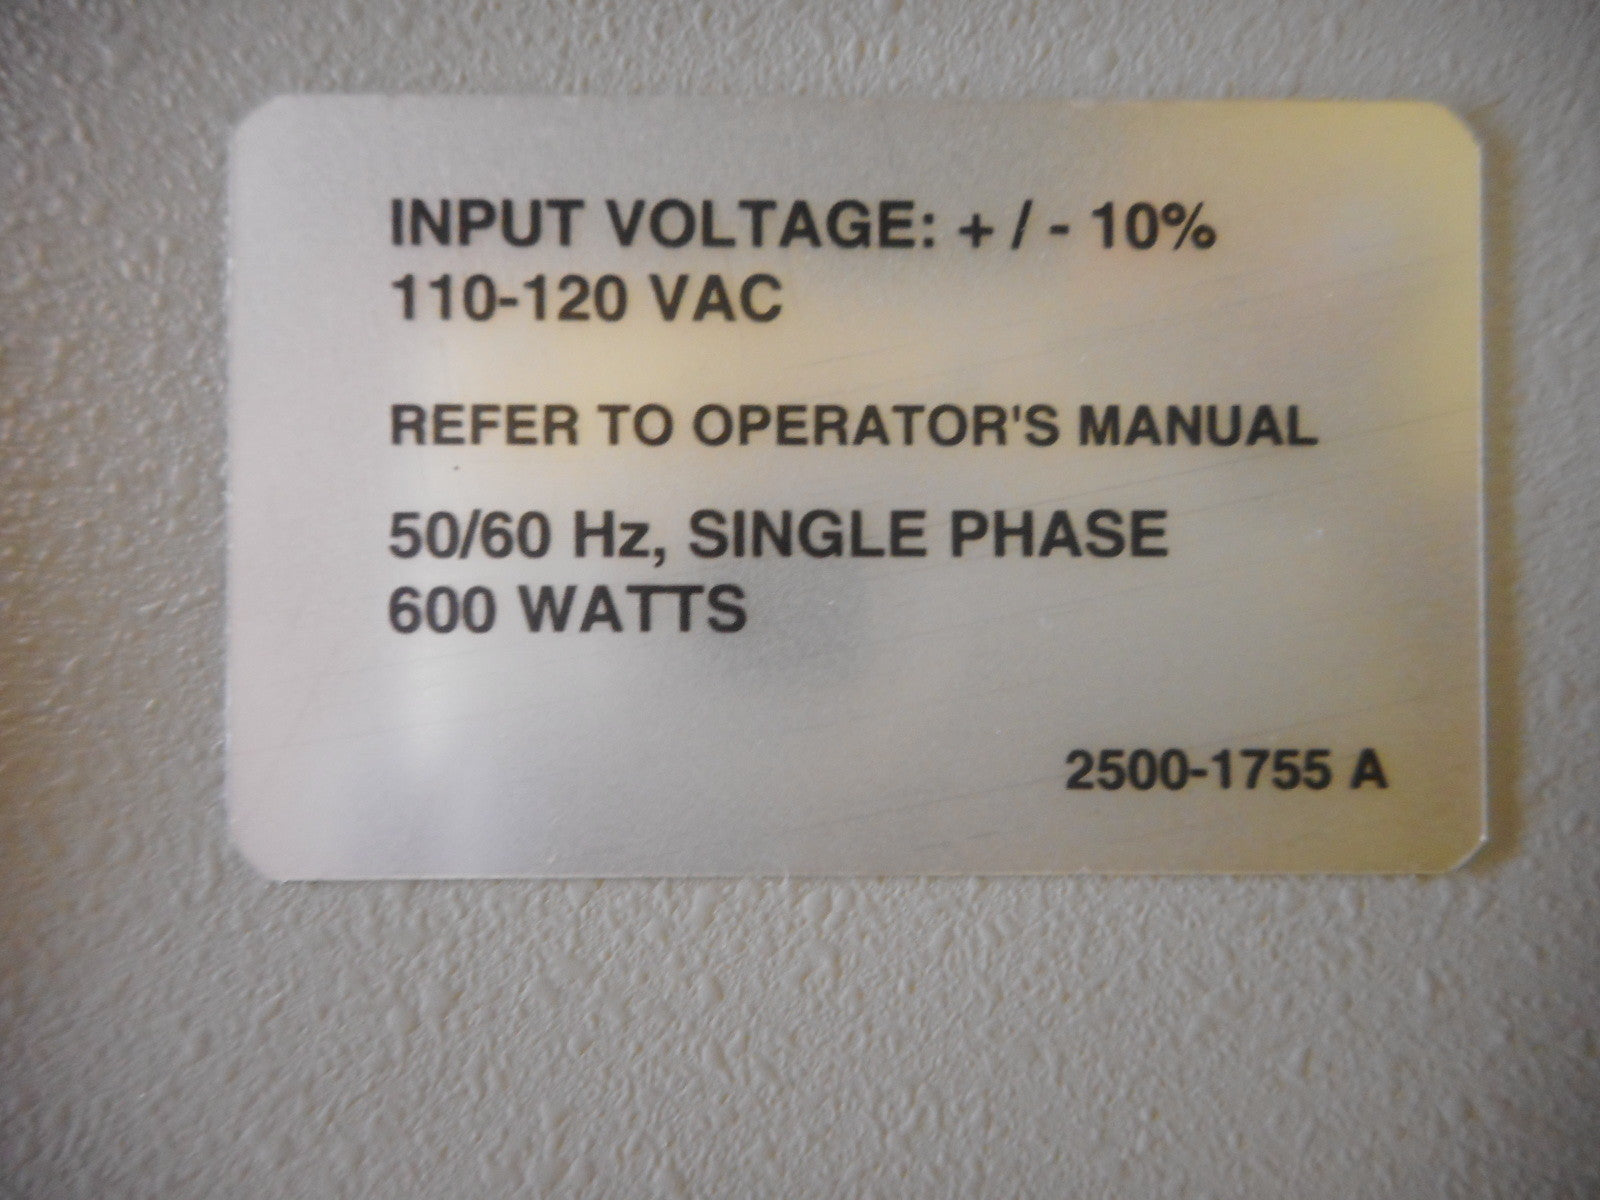 INPUT VOLTAGE: + / - 10%
110-120 VAC
REFER TO OPERATOR'S MANUAL
50/60 Hz, SINGLE PHASE
600 WATTS
2500-1755 A